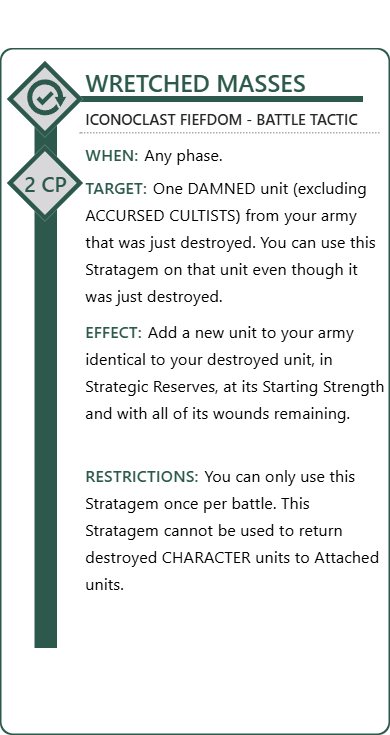 WRETCHED MASSES
ICONOCLAST FIEFDOM - BATTLE TACTIC
WHEN: Any phase.
2 CP
TARGET: One DAMNED unit (excluding
ACCURSED CULTISTS) from your army
that was just destroyed. You can use this
Stratagem on that unit even though it
was just destroyed.
EFFECT: Add a new unit to your army
identical to your destroyed unit, in
Strategic Reserves, at its Starting Strength
and with all of its wounds remaining.
RESTRICTIONS: You can only use this
Stratagem once per battle. This
Stratagem cannot be used to return
destroyed CHARACTER units to Attached
units.